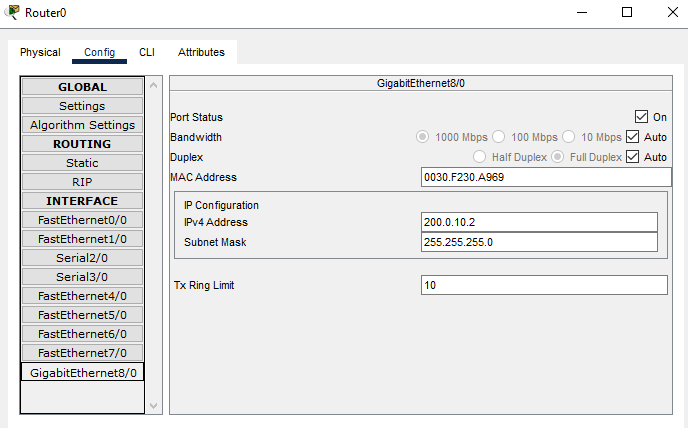 Router0
Physical Config CLI Attributes
GLOBAL
Settings
Algorithm Settings
ROUTING
Static
RIP
INTERFACE
FastEthernet0/0
FastEthernet1/0
Serial2/0
Serial3/0
FastEthernet4/0
FastEthernet5/0
FastEthernet6/0
FastEthernet7/0
GigabitEthernet8/0
GigabitEthernet8/0
Port Status On
Bandwidth 1000 Mbps 100 Mbps 10 Mbps Auto
Duplex Half Duplex Full Duplex Auto
MAC Address 0030.F230.A969
IP Configuration
IPv4 Address 200.0.10.2
Subnet Mask 255.255.255.0
Tx Ring Limit 10